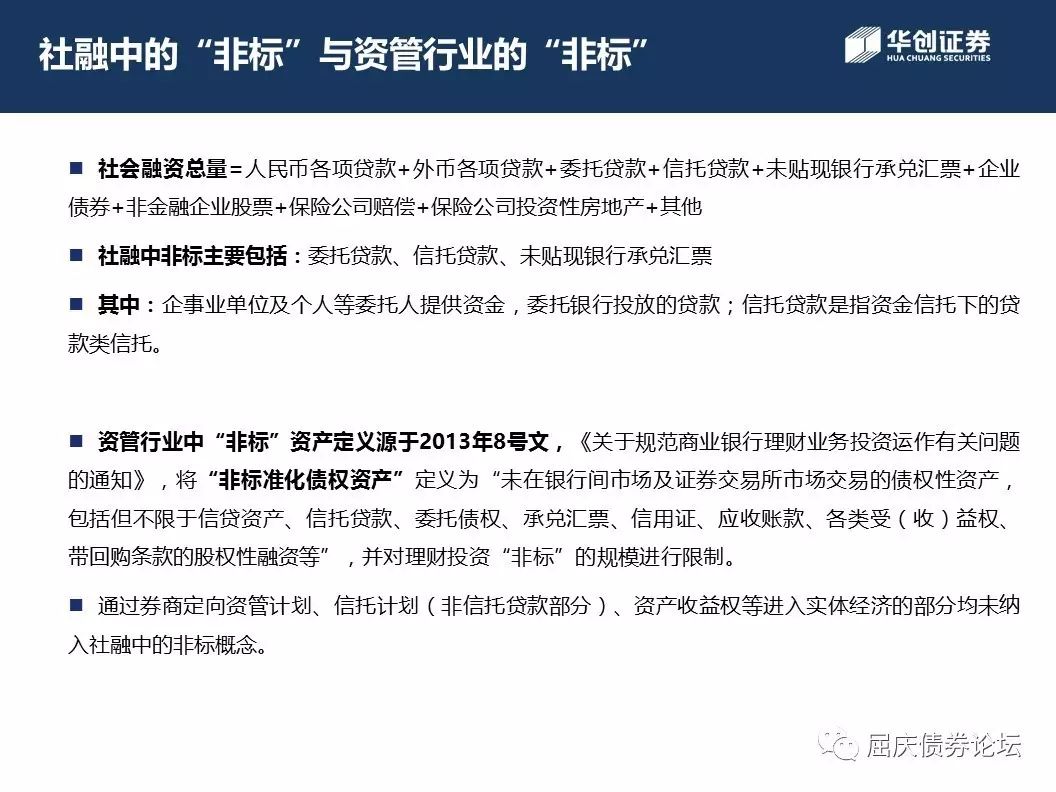 社融中的“非标”与资管行业的“非标”
华创证券
HUA CHUANG SECURITIES
■ 社会融资总量=人民币各项贷款+外币各项贷款+委托贷款+信托贷款+未贴现银行承兑汇票+企业
债券+非金融企业股票+保险公司赔偿+保险公司投资性房地产+其他
■ 社融中非标主要包括：委托贷款、信托贷款、未贴现银行承兑汇票
■ 其中：企事业单位及个人等委托人提供资金，委托银行投放的贷款；信托贷款是指资金信托下的贷
款类信托。
■ 资管行业中“非标”资产定义源于2013年8号文，《关于规范商业银行理财业务投资运作有关问题
的通知》，将“非标准化债权资产”定义为“未在银行间市场及证券交易所市场交易的债权性资产，
包括但不限于信贷资产、信托贷款、委托债权、承兑汇票、信用证、应收账款、各类受（收）益权、
带回购条款的股权性融资等”，并对理财投资“非标”的规模进行限制。
■ 通过券商定向资管计划、信托计划（非信托贷款部分）、资产收益权等进入实体经济的部分均未纳
入社融中的非标概念。
屈庆债券论坛